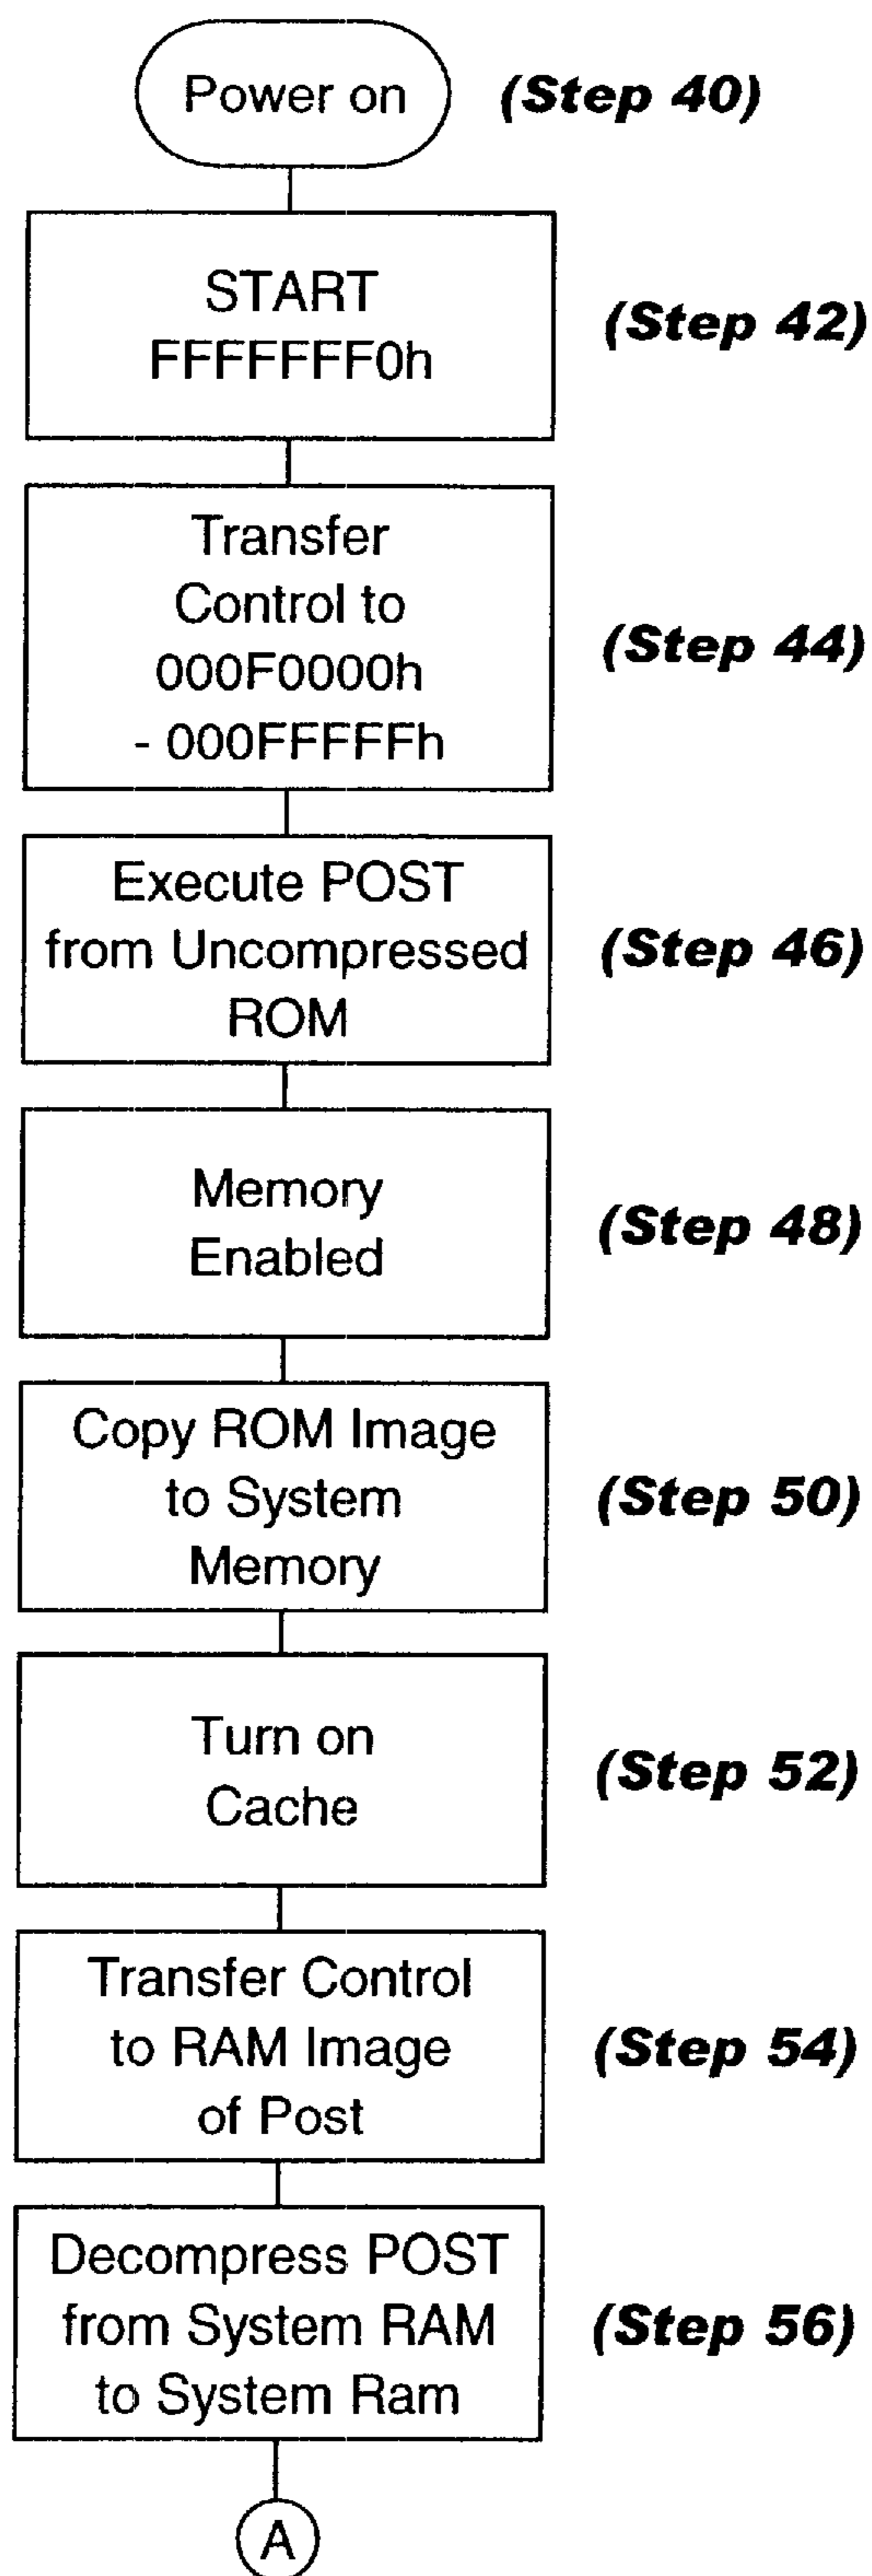 Power on (Step 40)
START
FFFFFFF0h
(Step 42)
Transfer
Control to
000F0000h
- 000FFFFFh
(Step 44)
Execute POST
from Uncompressed
ROM
(Step 46)
Memory
Enabled
(Step 48)
Copy ROM Image
to System
Memory
(Step 50)
Turn on
Cache
(Step 52)
Transfer Control
to RAM Image
of Post
(Step 54)
Decompress POST
from System RAM
to System Ram
(Step 56)
A